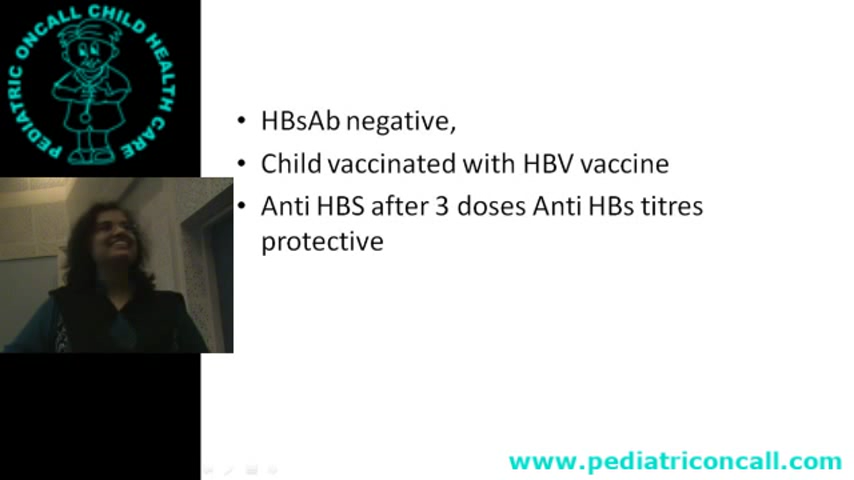 PEDIATRIC ONCALL CHILD HEALTH CARE
• HBsAb negative,
• Child vaccinated with HBV vaccine
• Anti HBS after 3 doses Anti HBs titres
protective
www.pediatriconcall.com